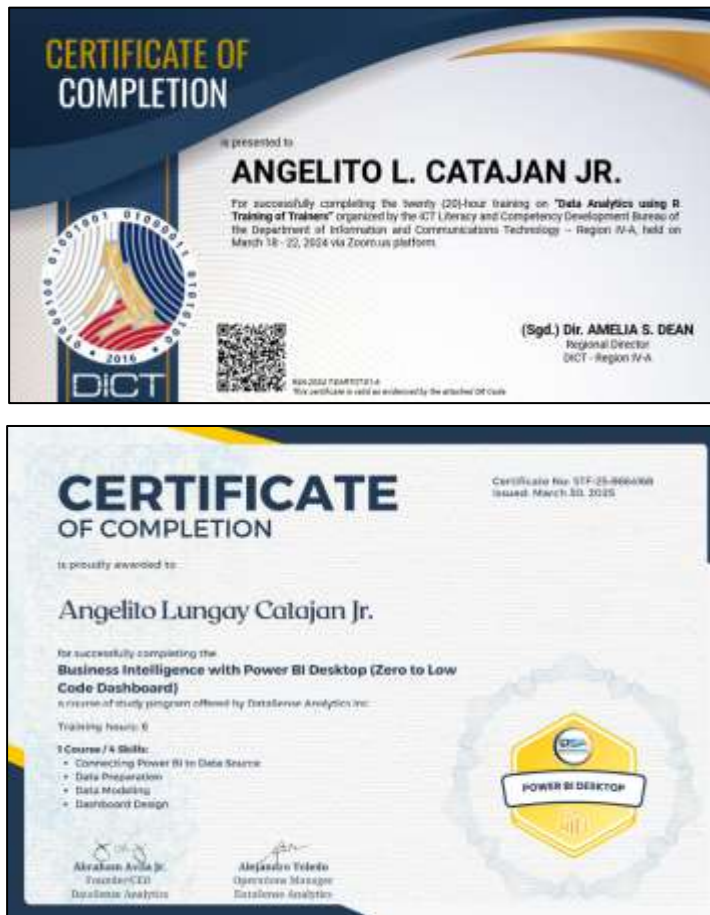 CERTIFICATE OF
COMPLETION
is presented to
ANGELITO L. CATAJAN JR.
For successfully completing the twenty (20)-hour training on "Data Analytics using R
Training of Trainers" organized by the ICT Literacy and Competency Development Bureau of
the Department of Information and Communications Technology – Region IV-A, held on
March 18 - 22, 2024 via Zoom.us platform.
01001001 01000011 01010100
2016
DICT
(Sgd.) Dir. AMELIA S. DEAN
Regional Director
DICT - Region IV-A
This certificate is valid as evidenced by the attached QR Code
CERTIFICATE
OF COMPLETION
Certificate No:
Issued: March 30, 2025
is proudly awarded to
Angelito Lungay Catajan Jr.
for successfully completing the
Business Intelligence with Power BI Desktop (Zero to Low
Code Dashboard)
a course of study program offered by DataSense Analytics Inc
Training hours: 6
1 Course / 4 Skills:
• Connecting Power BI to Data Source
• Data Preparation
• Data Modeling
• Dashboard Design
POWER BI DESKTOP
Abraham Avila Jr.
Founder/CEO
DataSense Analytics
Alejandro Toledo
Operations Manager
DataSense Analytics